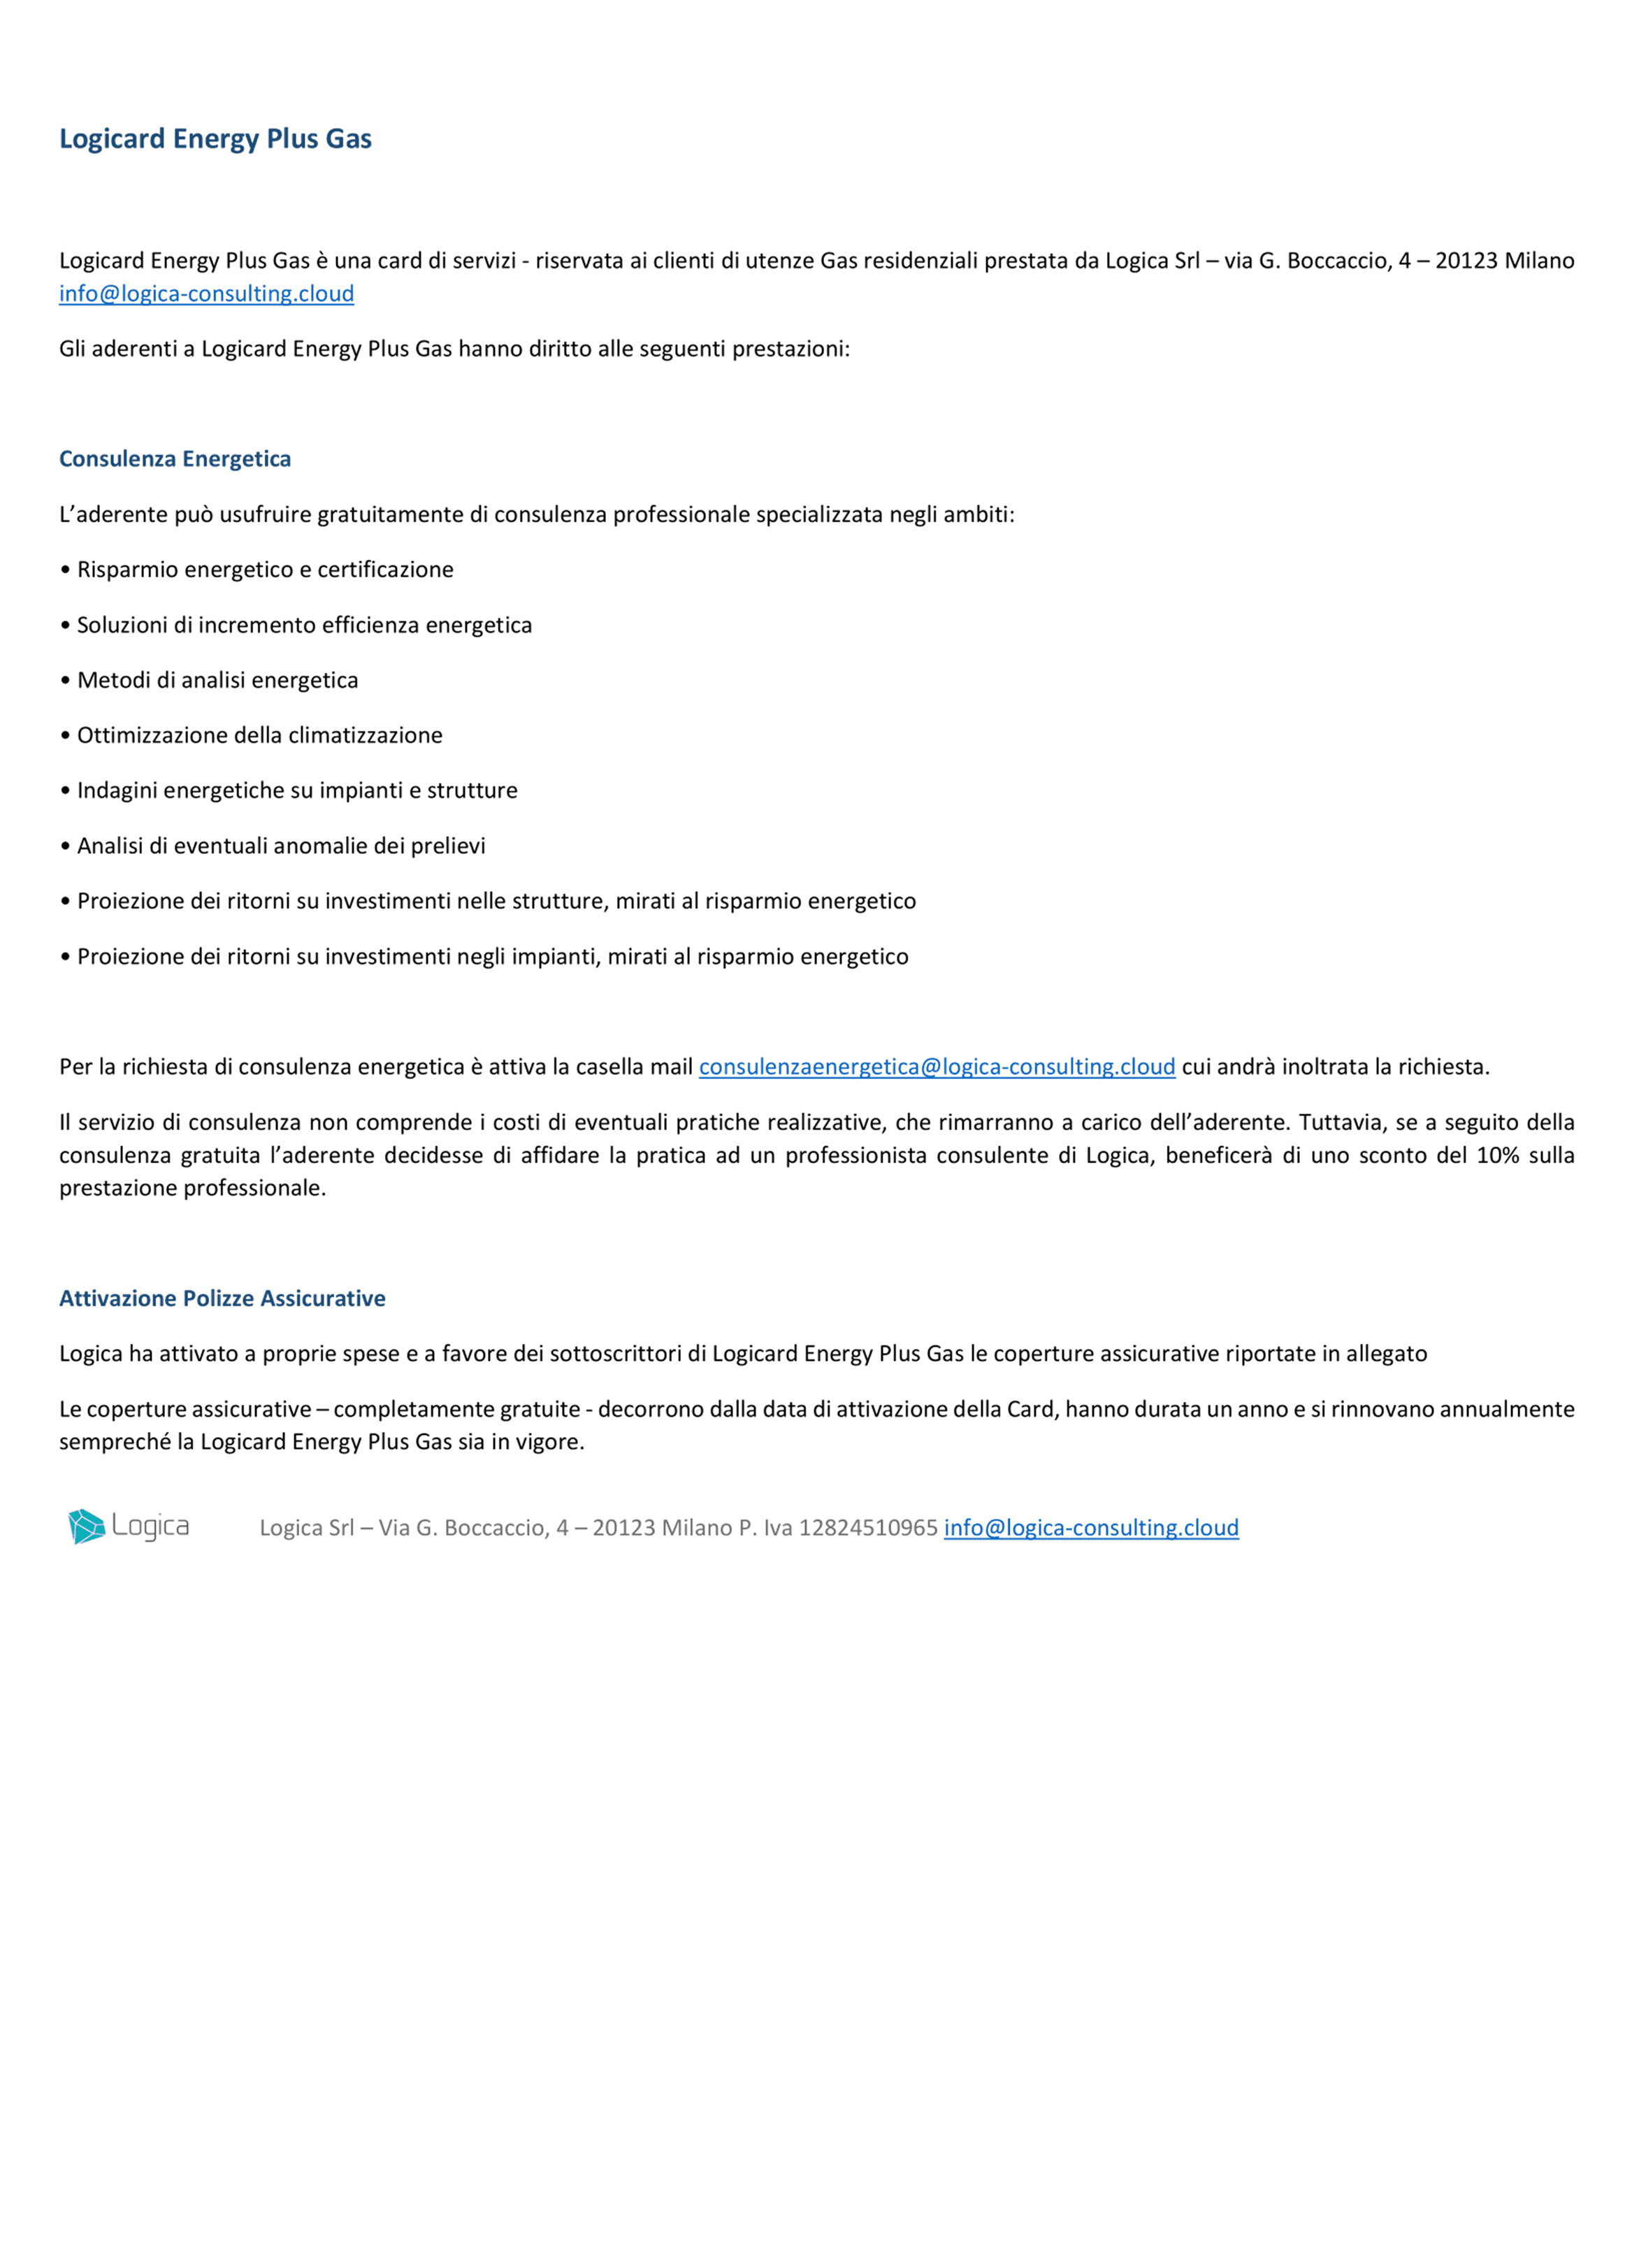 Logicard Energy Plus Gas
Logicard Energy Plus Gas è una card di servizi - riservata ai clienti di utenze Gas residenziali prestata da Logica Srl – via G. Boccaccio, 4 – 20123 Milano
info@logica-consulting.cloud
Gli aderenti a Logicard Energy Plus Gas hanno diritto alle seguenti prestazioni:
Consulenza Energetica
L’aderente può usufruire gratuitamente di consulenza professionale specializzata negli ambiti:
• Risparmio energetico e certificazione
• Soluzioni di incremento efficienza energetica
• Metodi di analisi energetica
• Ottimizzazione della climatizzazione
• Indagini energetiche su impianti e strutture
• Analisi di eventuali anomalie dei prelievi
• Proiezione dei ritorni su investimenti nelle strutture, mirati al risparmio energetico
• Proiezione dei ritorni su investimenti negli impianti, mirati al risparmio energetico
Per la richiesta di consulenza energetica è attiva la casella mail consulenzaenergetica@logica-consulting.cloud cui andrà inoltrata la richiesta.
Il servizio di consulenza non comprende i costi di eventuali pratiche realizzative, che rimarranno a carico dell’aderente. Tuttavia, se a seguito della
consulenza gratuita l’aderente decidesse di affidare la pratica ad un professionista consulente di Logica, beneficerà di uno sconto del 10% sulla
prestazione professionale.
Attivazione Polizze Assicurative
Logica ha attivato a proprie spese e a favore dei sottoscrittori di Logicard Energy Plus Gas le coperture assicurative riportate in allegato
Le coperture assicurative – completamente gratuite - decorrono dalla data di attivazione della Card, hanno durata un anno e si rinnovano annualmente
sempreché la Logicard Energy Plus Gas sia in vigore.
Logica Logica Srl – Via G. Boccaccio, 4 – 20123 Milano P. Iva 12824510965 info@logica-consulting.cloud